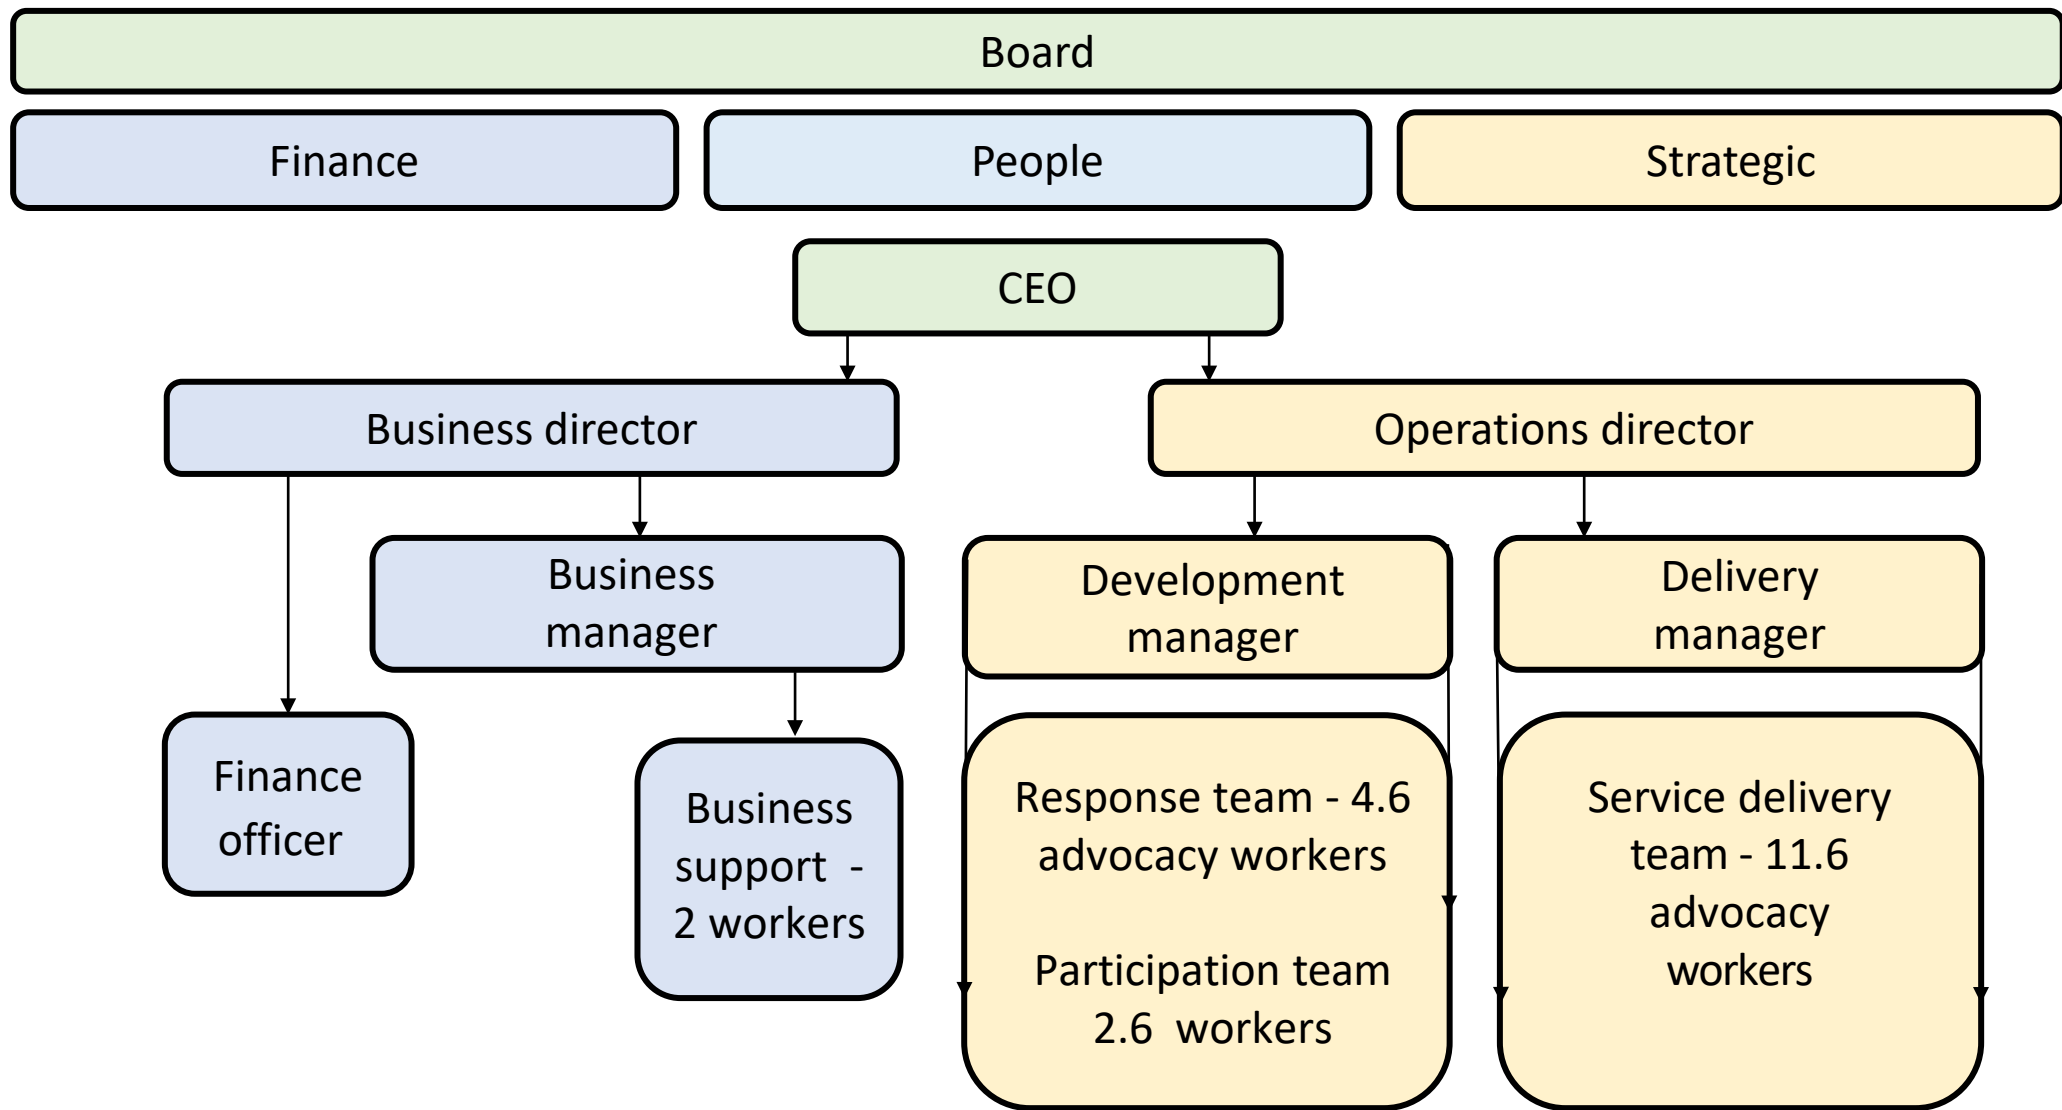 Board
Finance
People
Strategic
CEO
Business director
Operations director
Business
manager
Development
manager
Delivery
manager
Finance
officer
Business
support -
2 workers
Response team - 4.6
advocacy workers
Participation team
2.6 workers
Service delivery
team - 11.6
advocacy
workers